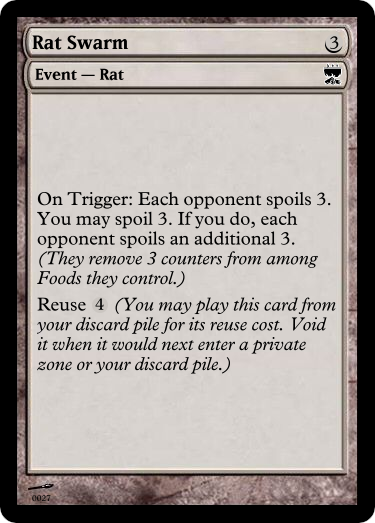 Rat Swarm 3
Event — Rat
On Trigger: Each opponent spoils 3.
You may spoil 3. If you do, each
opponent spoils an additional 3.
(They remove 3 counters from among
Foods they control.)
Reuse 4 (You may play this card from
your discard pile for its reuse cost. Void
it when it would next enter a private
zone or your discard pile.)
0027